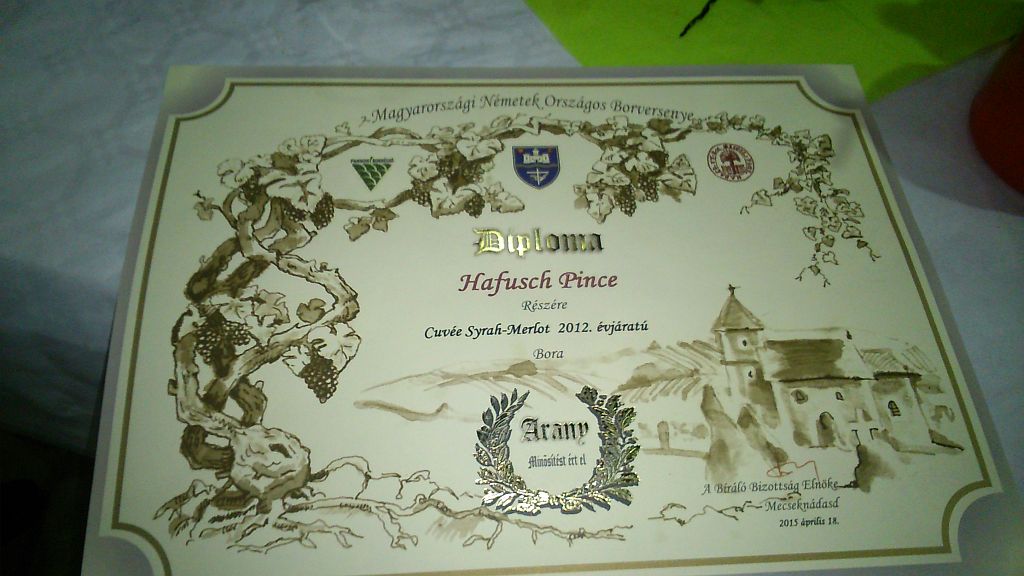 Magyarországi Németek Országos Borversenye
Diploma
Hafusch Pince
Részére
Cuvée Syrah-Merlot 2012. évjáratú
Bora
Arany
Minősítést ért el
A Bíráló Bizottság Elnöke
Mecseknádasd
2015 április 18.